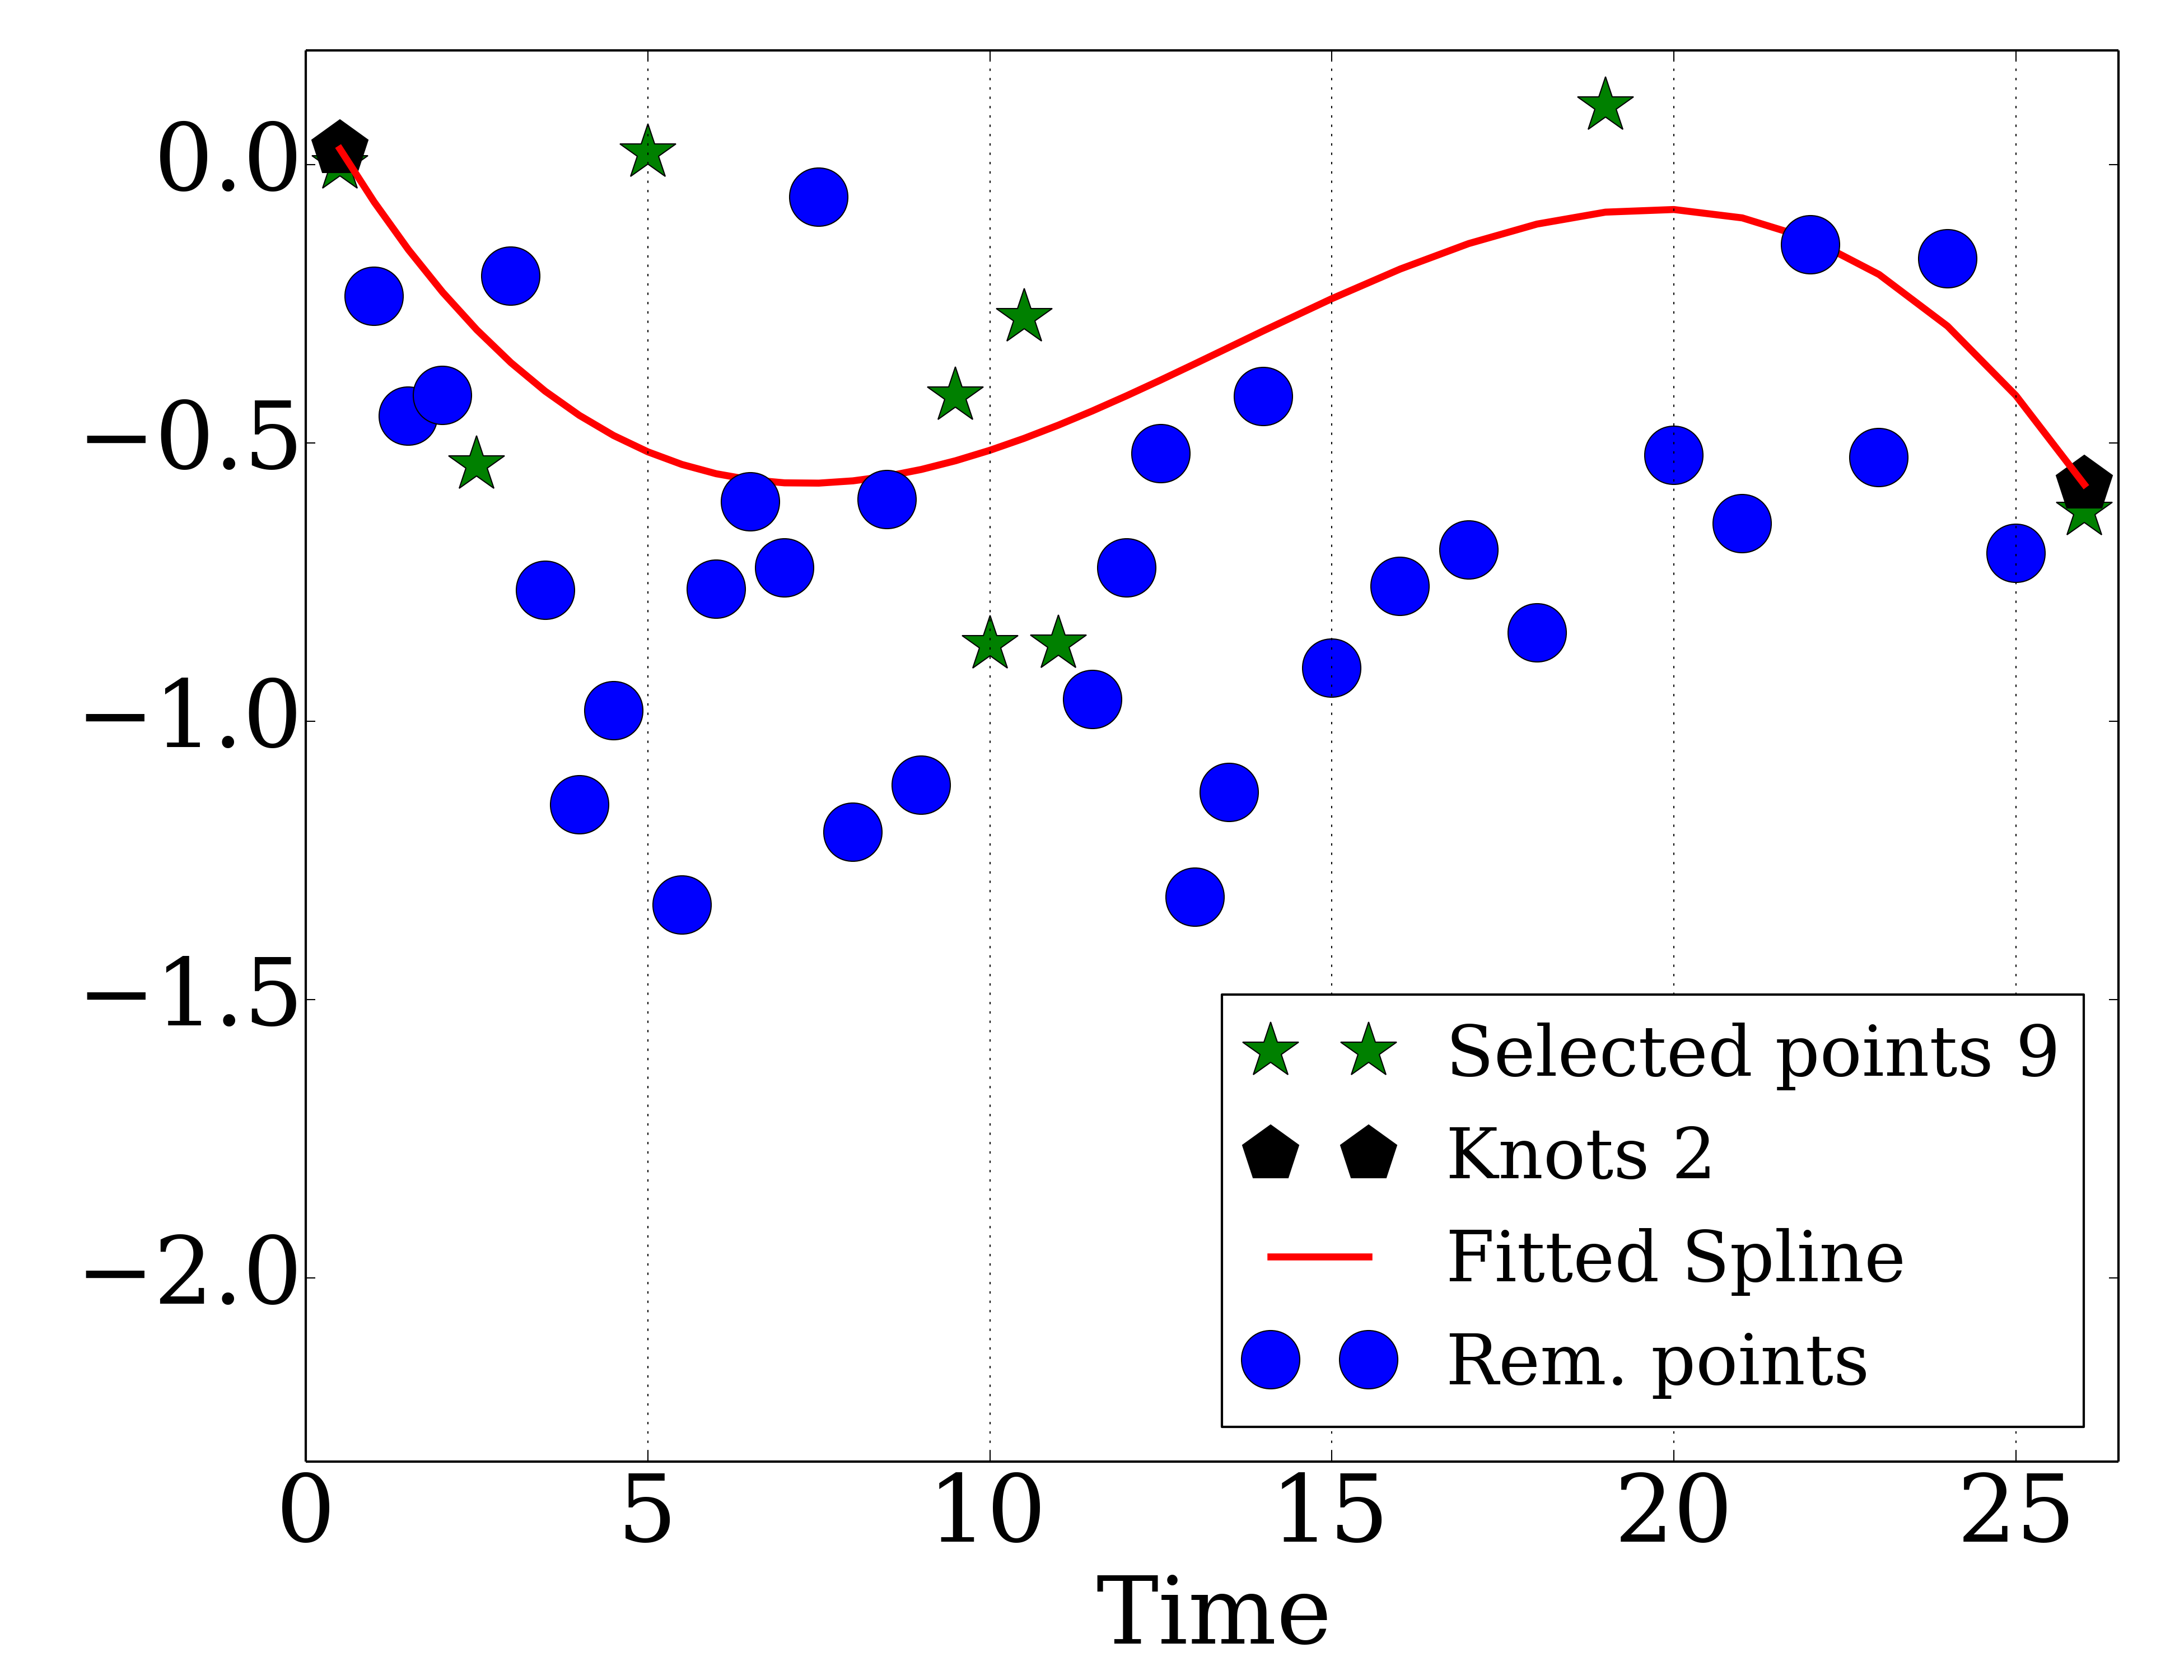 0.0
−0.5
−1.0
−1.5
−2.0
Selected points 9
Knots 2
Fitted Spline
Rem. points
0 5 10 15 20 25
Time